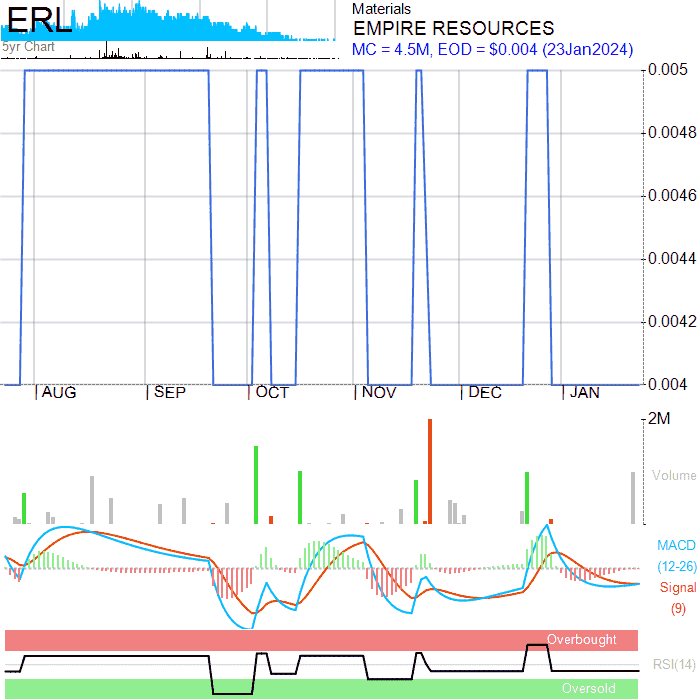 ERL
5yr Chart
Materials
EMPIRE RESOURCES
MC = 4.5M, EOD = $0.004 (23Jan2024)
0.005
0.0048
0.0046
0.0044
0.0042
0.004
AUG SEP OCT NOV DEC JAN
2M
Volume
MACD
(12-26)
Signal
(9)
Overbought
RSI(14)
Oversold